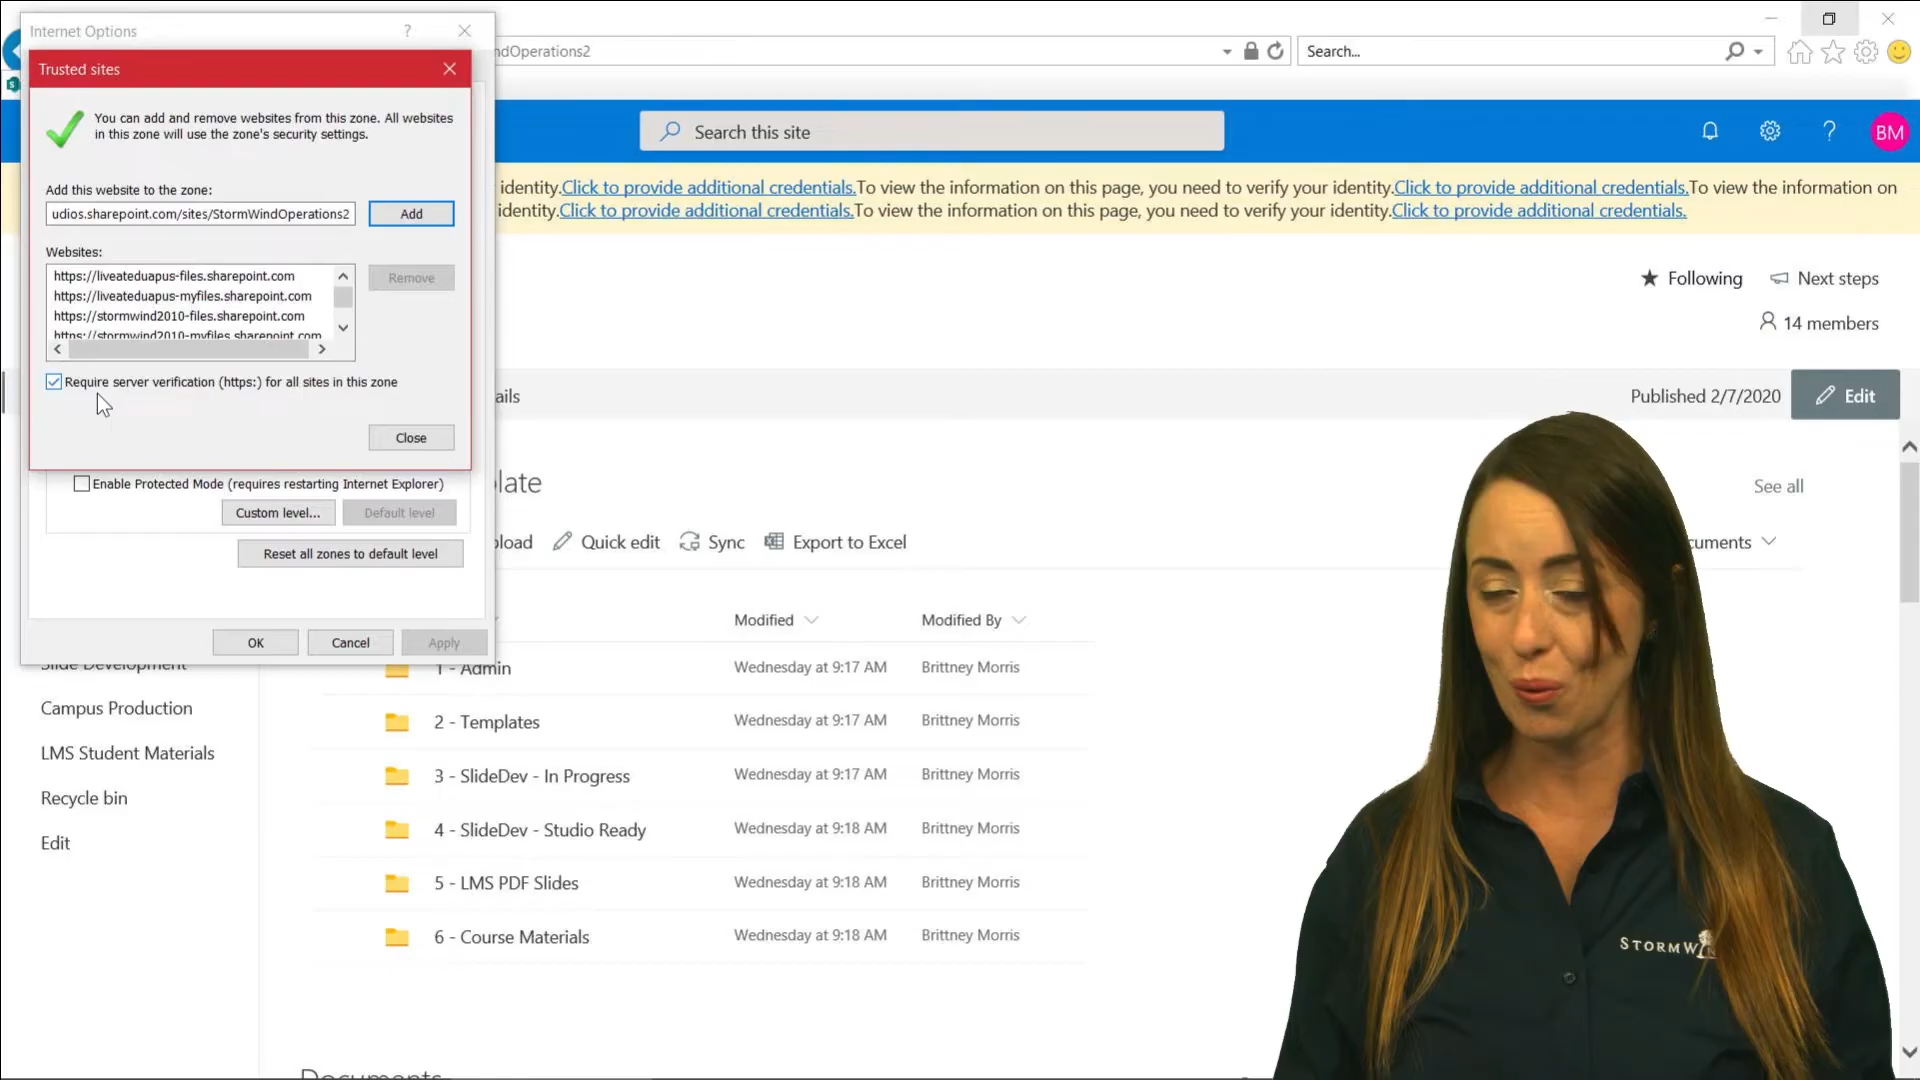 Internet Options
?
ndOperations2
Search...
Trusted sites
You can add and remove websites from this zone. All websites
in this zone will use the zone's security settings.
Add this website to the zone:
udios.sharepoint.com/sites/StormWindOperations2
Add
Websites:
https://liveateduapus-files.sharepoint.com
https://liveateduapus-myfiles.sharepoint.com
https://stormwind2010-files.sharepoint.com
https://stormwind2010-myfiles.sharepoint.com
Remove
Require server verification (https:) for all sites in this zone
Close
Enable Protected Mode (requires restarting Internet Explorer)
Custom level...
Default level
Reset all zones to default level
OK
Cancel
Apply
Search this site
?
BM
identity.Click to provide additional credentials.To view the information on this page, you need to verify your identity.Click to provide additional credentials.To view the information on
identity.Click to provide additional credentials.To view the information on this page, you need to verify your identity.Click to provide additional credentials.
Following
Next steps
14 members
ails
Published 2/7/2020
Edit
late
See all
load
Quick edit
Sync
Export to Excel
cuments
Modified
Modified By
1 - Admin
Wednesday at 9:17 AM
Brittney Morris
2 - Templates
Wednesday at 9:17 AM
Brittney Morris
3 - SlideDev - In Progress
Wednesday at 9:17 AM
Brittney Morris
4 - SlideDev - Studio Ready
Wednesday at 9:18 AM
Brittney Morris
5 - LMS PDF Slides
Wednesday at 9:18 AM
Brittney Morris
6 - Course Materials
Wednesday at 9:18 AM
Brittney Morris
Slide Development
Campus Production
LMS Student Materials
Recycle bin
Edit
Documents
STORMWIN